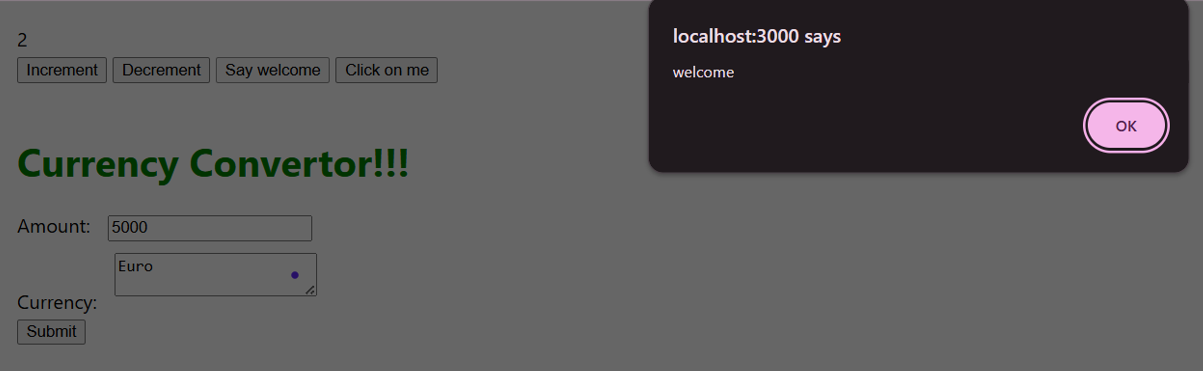 localhost:3000 says
welcome
OK
2
Increment Decrement Say welcome Click on me
Currency Convertor!!!
Amount: 5000
Euro
Currency:
Submit